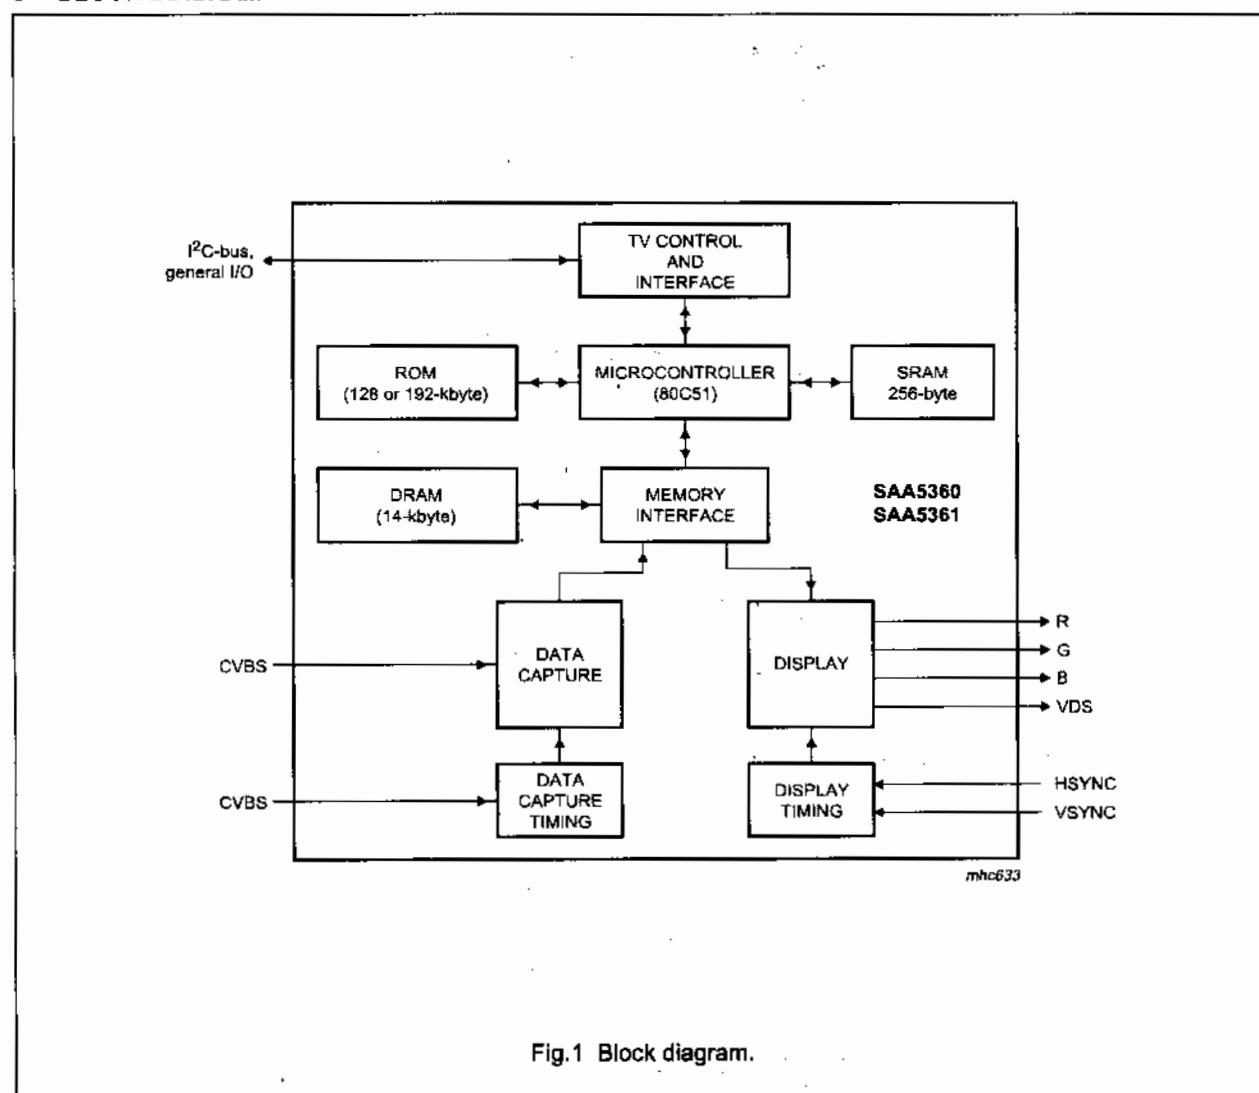 I²C-bus,
general I/O
TV CONTROL
AND
INTERFACE
ROM
(128 or 192-kbyte)
MICROCONTROLLER
(80C51)
SRAM
256-byte
DRAM
(14-kbyte)
MEMORY
INTERFACE
SAA5360
SAA5361
CVBS
DATA
CAPTURE
DISPLAY
R
G
B
VDS
CVBS
DATA
CAPTURE
TIMING
DISPLAY
TIMING
HSYNC
VSYNC
mhc633
Fig.1 Block diagram.